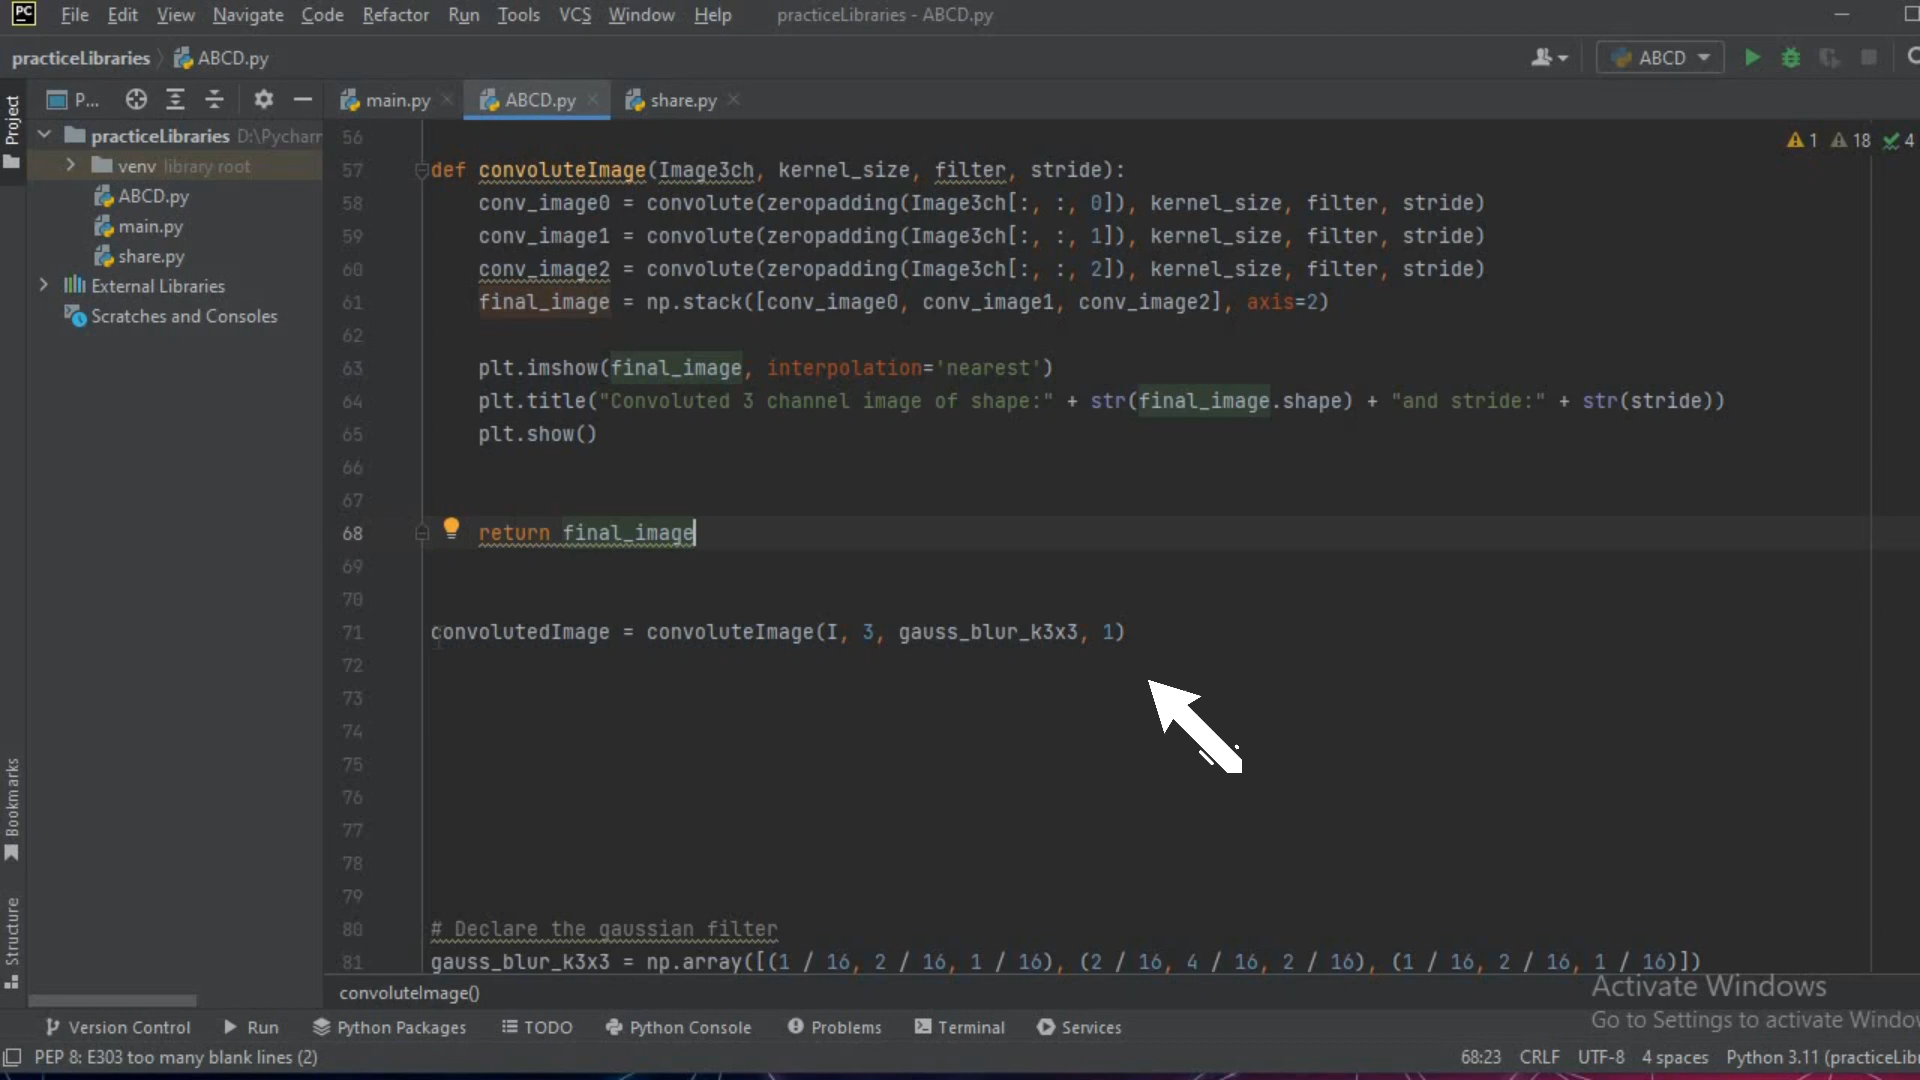 PC File Edit View Navigate Code Refactor Run Tools VCS Window Help practiceLibraries - ABCD.py
practiceLibraries ABCD.py ABCD
Project P... main.py ABCD.py share.py
practiceLibraries D:\Pycharm
venv library root
ABCD.py
main.py
share.py
External Libraries
Scratches and Consoles
1 18 4
56
57 def convoluteImage(Image3ch, kernel_size, filter, stride):
58 conv_image0 = convolute(zeropadding(Image3ch[:, :, 0]), kernel_size, filter, stride)
59 conv_image1 = convolute(zeropadding(Image3ch[:, :, 1]), kernel_size, filter, stride)
60 conv_image2 = convolute(zeropadding(Image3ch[:, :, 2]), kernel_size, filter, stride)
61 final_image = np.stack([conv_image0, conv_image1, conv_image2], axis=2)
62
63 plt.imshow(final_image, interpolation='nearest')
64 plt.title("Convoluted 3 channel image of shape:" + str(final_image.shape) + "and stride:" + str(stride))
65 plt.show()
66
67
68 return final_image
69
70
71 convolutedImage = convoluteImage(I, 3, gauss_blur_k3x3, 1)
72
73
74
75
76
77
78
79
80 # Declare the gaussian filter
81 gauss_blur_k3x3 = np.array([(1 / 16, 2 / 16, 1 / 16), (2 / 16, 4 / 16, 2 / 16), (1 / 16, 2 / 16, 1 / 16)])
Bookmarks
Structure
convoluteImage()
Activate Windows
Go to Settings to activate Windo
Version Control Run Python Packages TODO Python Console Problems Terminal Services
PEP 8: E303 too many blank lines (2) 68:23 CRLF UTF-8 4 spaces Python 3.11 (practiceLibr